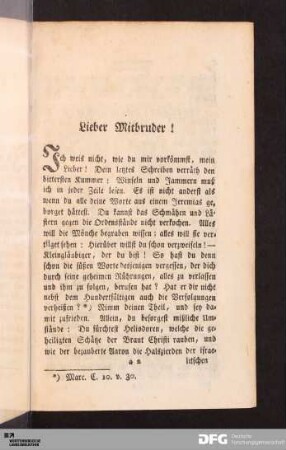 Lieber Mitbruder!
Ich weis nicht, wie du mir vorkömmst, mein
Lieber! Dein letztes Schreiben verräth den
bittersten Kummer: Winseln und Jammern muß
ich in jeder Zeile lesen. Es ist nicht anderst als
wenn du alle deine Worte aus einem Jeremias ge-
borget hättest. Du kannst das Schmähen und Lä-
stern gegen die Ordensstände nicht verkochen. Alles
will die Mönche begraben wissen: alles will sie ver-
tilget sehen: Hierüber willst du schon verzweifeln! —
Kleingläubiger, der du bist! So hast du denn
schon die süssen Worte desjenigen vergessen, der dich
durch seine geheimen Rührungen, alles zu verlassen
und ihm zu folgen, berufen hat? Hat er dir nicht
nebst dem Hundertfältigen auch die Verfolgungen
verheissen? *) Nimm deinen Theil, und sey da-
mit zufrieden. Allein, du besorgest mißliche Um-
stände: Du fürchtest Heliodoren, welche die ge-
heiligten Schätze der Braut Christi rauben, und
wie der bezauberte Aaron die Halszierden der israe-
a 2 litischen
*) Marc. C. 10. v. 30.
DFG Deutsche
Forschungsgemeinschaft